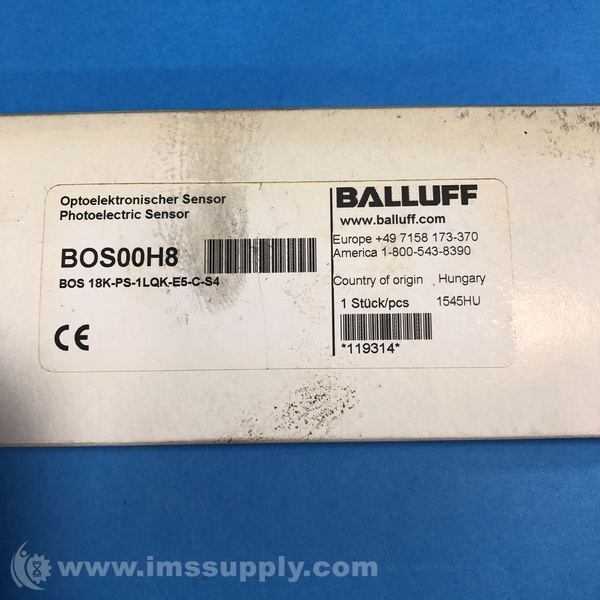 Optoelektronischer Sensor
Photoelectric Sensor
BOS00H8
BOS 18K-PS-1LQK-E5-C-S4
CE
BALLUFF
www.balluff.com
Europe +49 7158 173-370
America 1-800-543-8390
Country of origin Hungary
1 Stück/pcs 1545HU
*119314*
www.imssupply.com